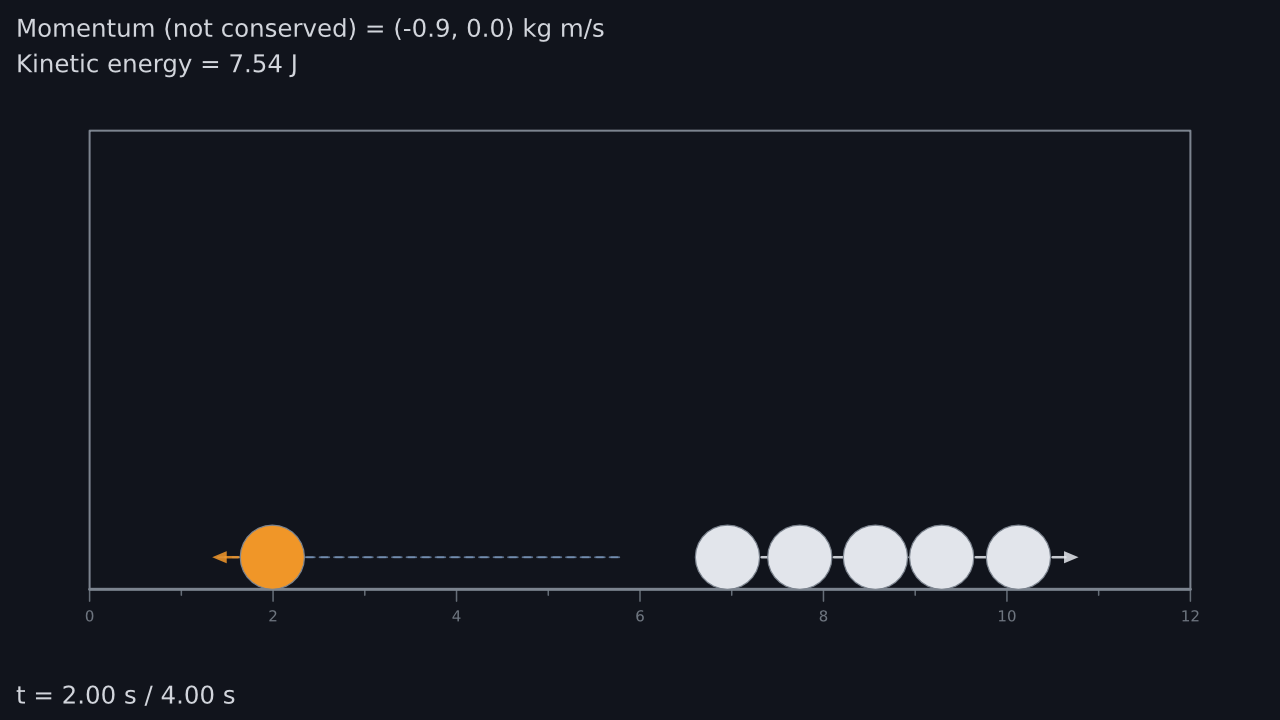 Momentum (not conserved) = (-0.9, 0.0) kg m/s
Kinetic energy = 7.54 J
0 2 4 6 8 10 12
t = 2.00 s / 4.00 s